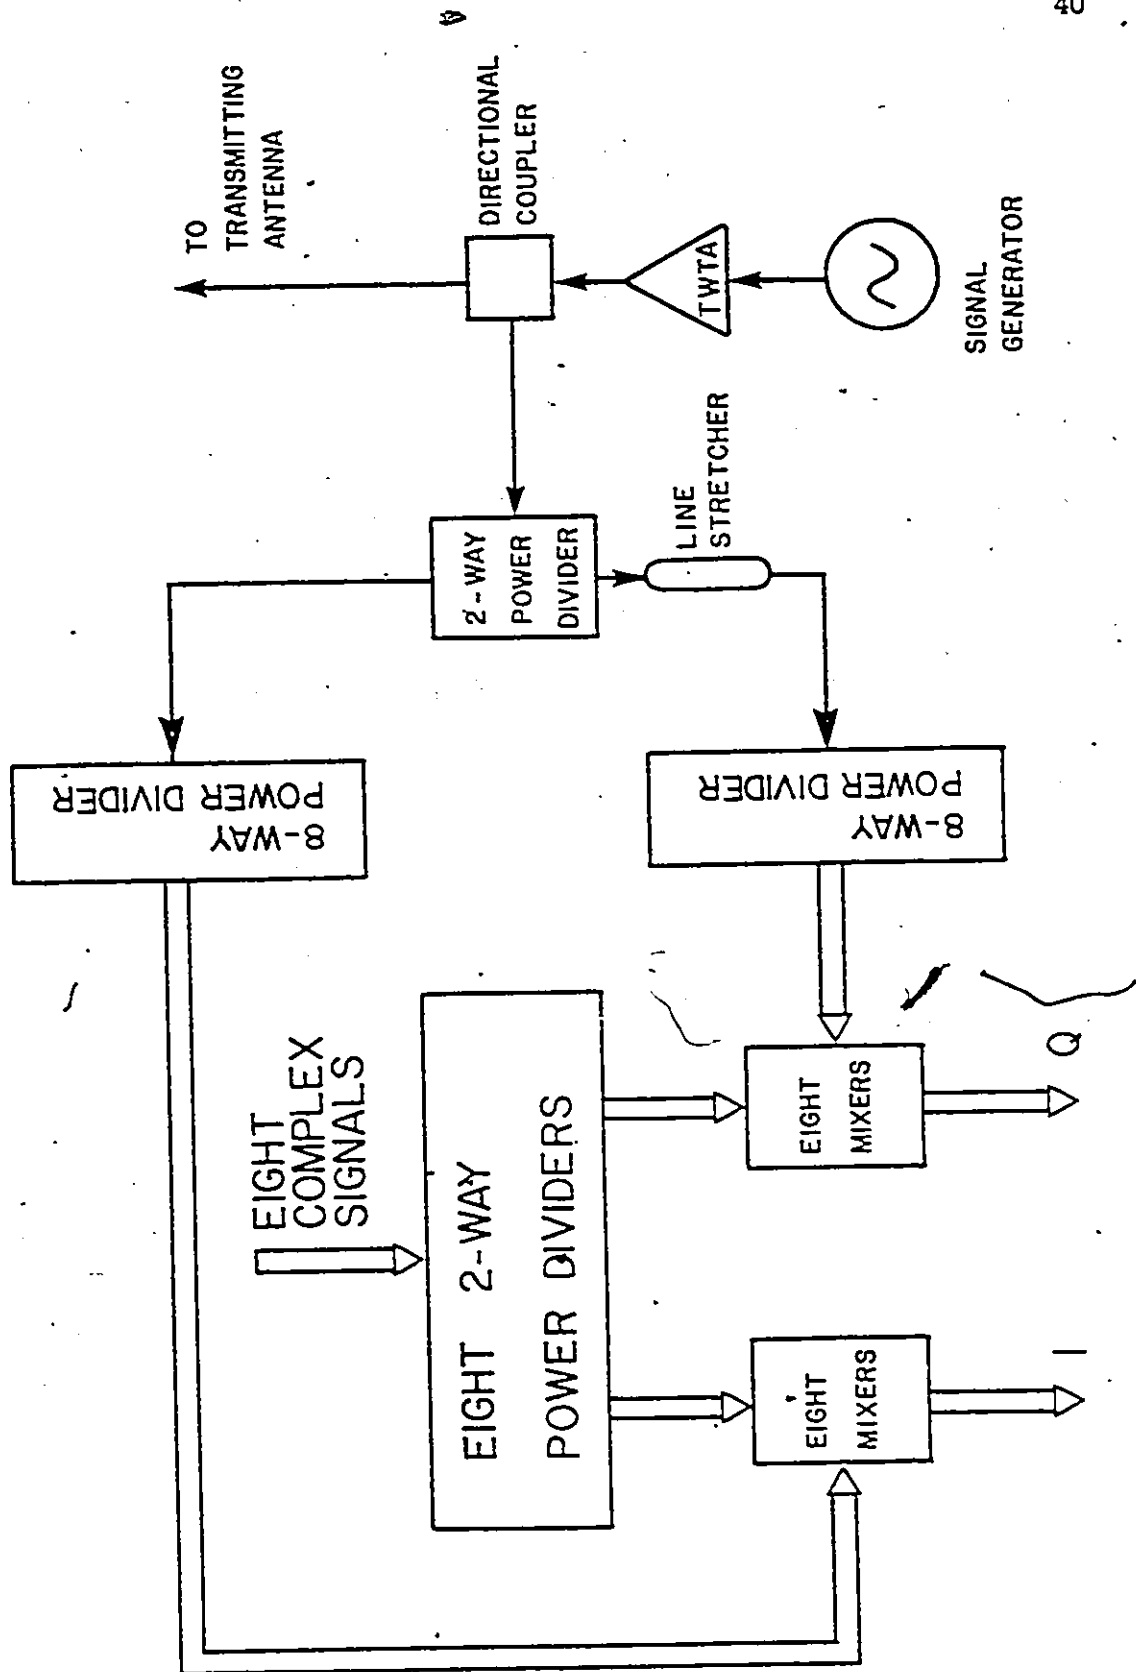 40
TO
TRANSMITTING
ANTENNA
DIRECTIONAL
COUPLER
TWTA
SIGNAL
GENERATOR
2-WAY
POWER
DIVIDER
LINE
STRETCHER
8-WAY
POWER DIVIDER
8-WAY
POWER DIVIDER
EIGHT
COMPLEX
SIGNALS
EIGHT 2-WAY
POWER DIVIDERS
EIGHT
MIXERS
EIGHT
MIXERS
I
Q